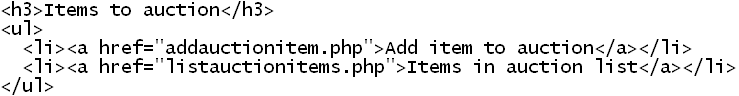 <h3>Items to auction</h3>
<ul>
  <li><a href="addauctionitem.php">Add item to auction</a></li>
  <li><a href="listauctionitems.php">Items in auction list</a></li>
</ul>